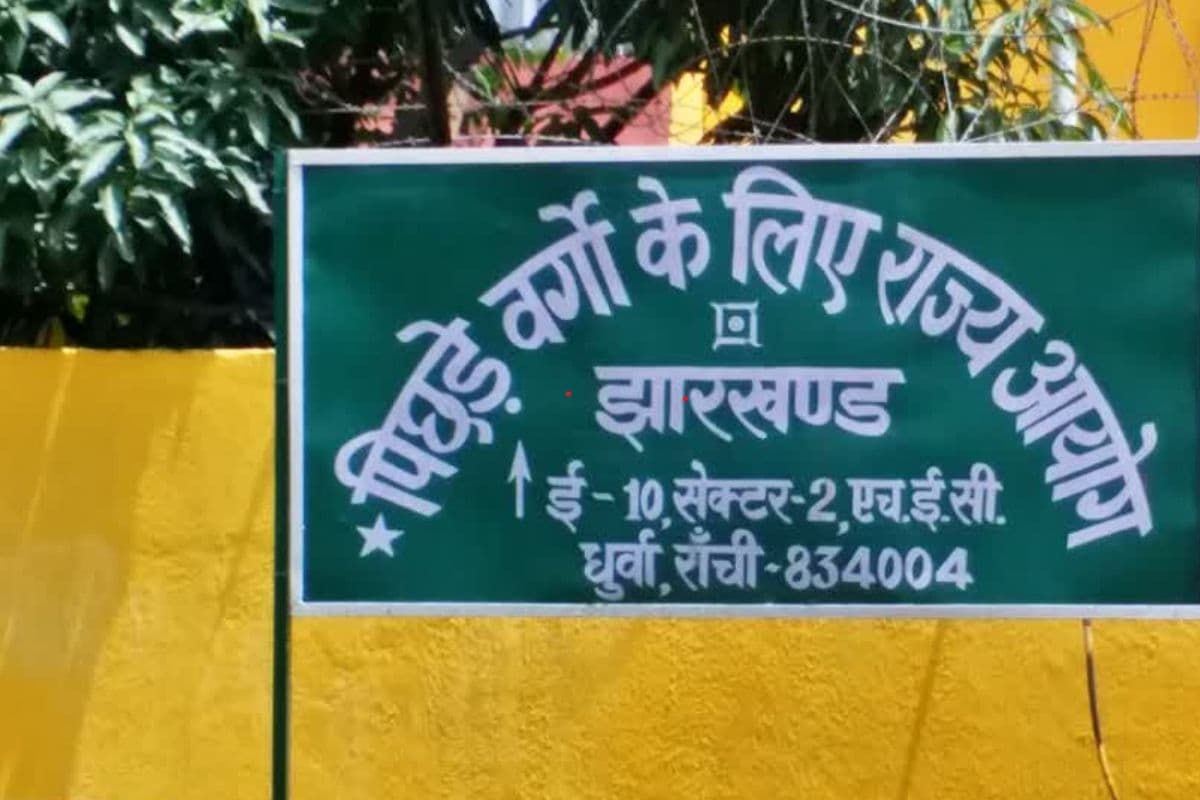 पिछड़े वर्गो के लिए राज्य आयोग
झारखण्ड
ई-10, सेक्टर-2, एच.ई.सी.
धुर्वा, राँची-834004